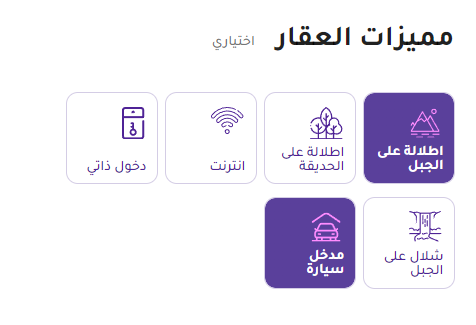 مميزات العقار اختياري
اطلالة على
الجبل
اطلالة على
الحديقة
انترنت
دخول ذاتي
شلال على
الجبل
مدخل
سيارة